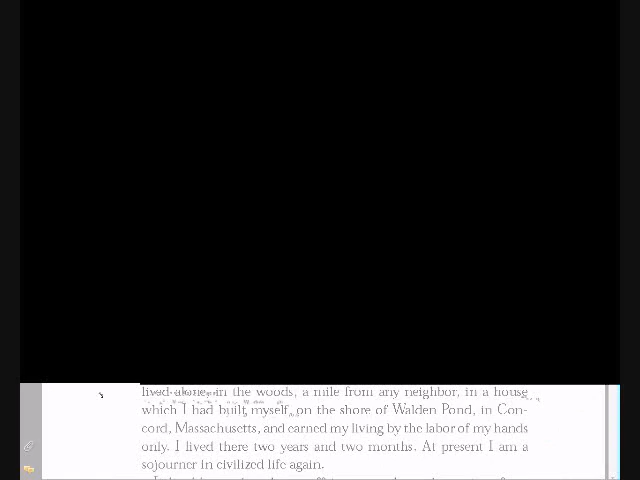 lived alone, in the woods, a mile from any neighbor, in a house
which I had built myself, on the shore of Walden Pond, in Con-
cord, Massachusetts, and earned my living by the labor of my hands
only. I lived there two years and two months. At present I am a
sojourner in civilized life again.